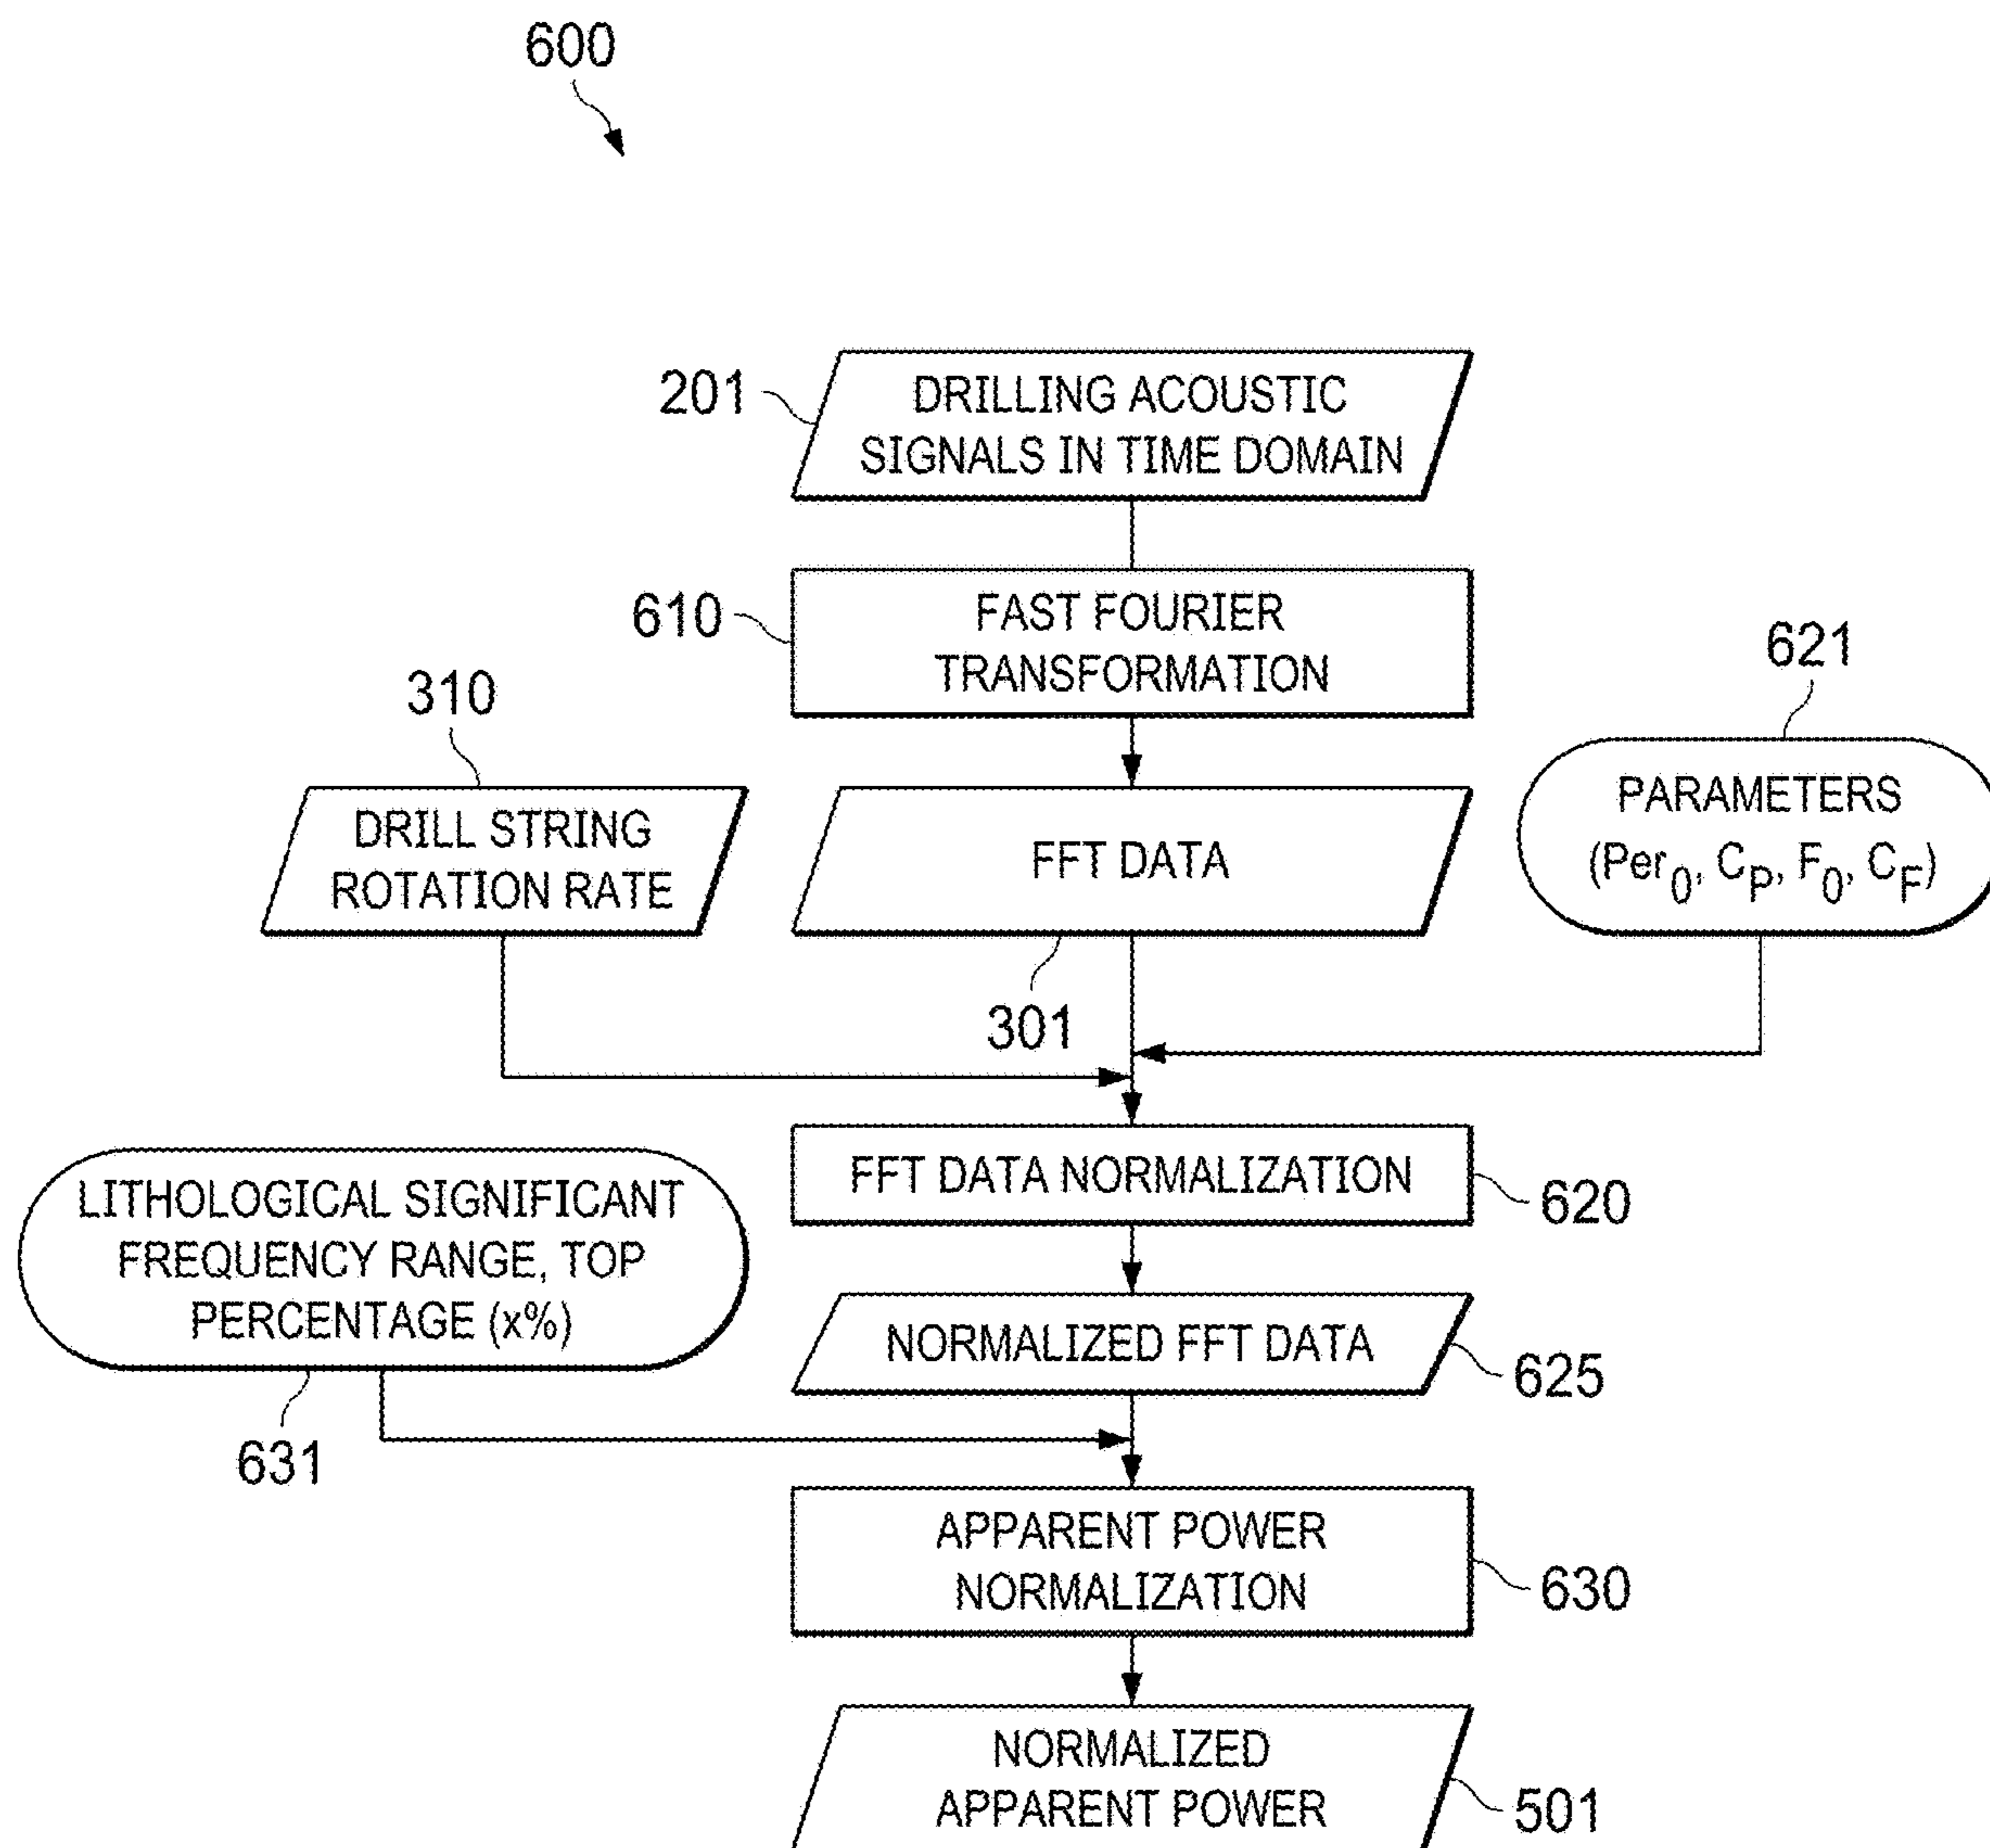 600
201
DRILLING ACOUSTIC
SIGNALS IN TIME DOMAIN
610
FAST FOURIER
TRANSFORMATION
310
DRILL STRING
ROTATION RATE
FFT DATA
301
621
PARAMETERS
(Per0, CP, F0, CF)
FFT DATA NORMALIZATION
620
LITHOLOGICAL SIGNIFICANT
FREQUENCY RANGE, TOP
PERCENTAGE (x%)
631
NORMALIZED FFT DATA
625
APPARENT POWER
NORMALIZATION
630
NORMALIZED
APPARENT POWER
501